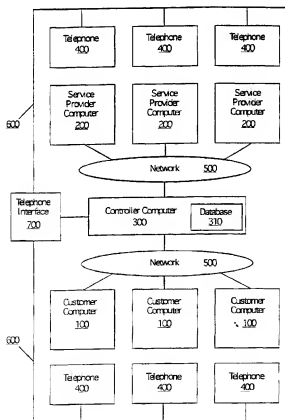 Telephone Telephone Telephone
400 400 400
Service Service Service
Provider Provider Provider
Computer Computer Computer
200 200 200
600
Network 500
Telephone
Interface
700
Controller Computer
300
Database
310
Network 500
Customer Customer Customer
Computer Computer Computer
100 100 100
600
Telephone Telephone Telephone
400 400 400